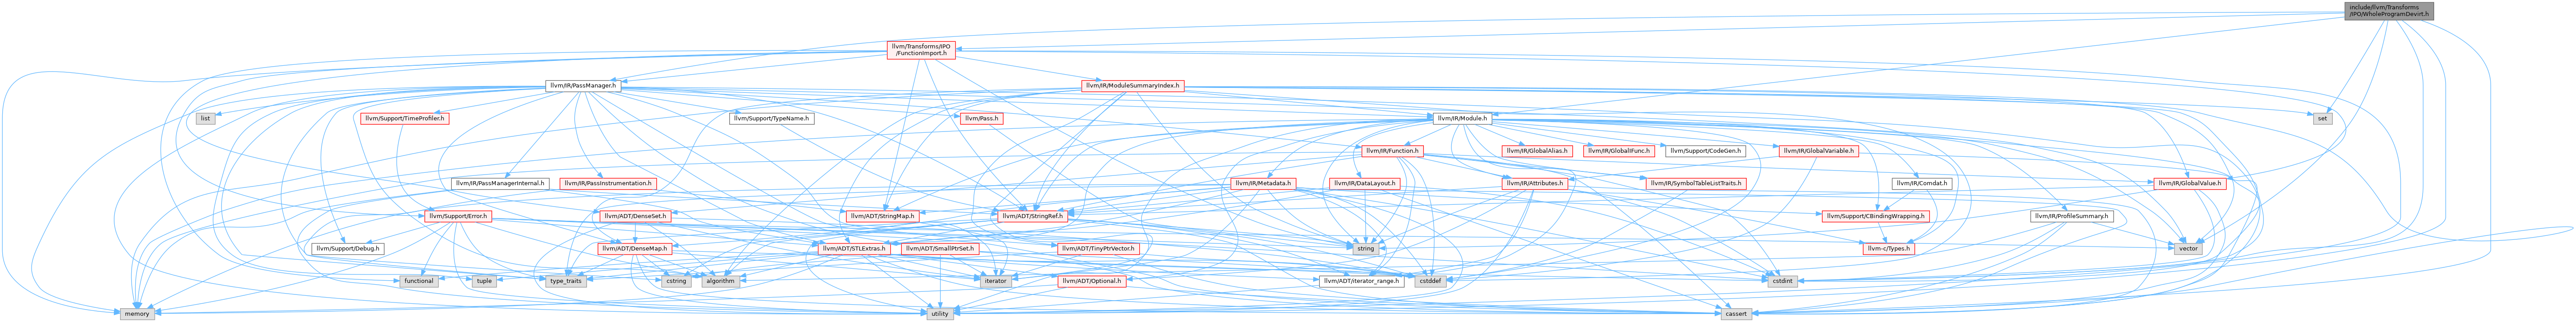 include/llvm/Transforms
/IPO/WholeProgramDevirt.h
llvm/Transforms/IPO
/FunctionImport.h
llvm/IR/PassManager.h
llvm/IR/ModuleSummaryIndex.h
list
llvm/Support/TimeProfiler.h
llvm/Support/TypeName.h
llvm/Pass.h
llvm/IR/Module.h
set
llvm/IR/Function.h
llvm/IR/GlobalAlias.h
llvm/IR/GlobalIFunc.h
llvm/Support/CodeGen.h
llvm/IR/GlobalVariable.h
llvm/IR/PassManagerInternal.h
llvm/IR/PassInstrumentation.h
llvm/IR/Metadata.h
llvm/IR/DataLayout.h
llvm/IR/Attributes.h
llvm/IR/SymbolTableListTraits.h
llvm/IR/Comdat.h
llvm/IR/GlobalValue.h
llvm/Support/Error.h
llvm/ADT/DenseSet.h
llvm/ADT/StringMap.h
llvm/ADT/StringRef.h
llvm/Support/CBindingWrapping.h
llvm/IR/ProfileSummary.h
llvm/Support/Debug.h
llvm/ADT/DenseMap.h
llvm/ADT/STLExtras.h
llvm/ADT/SmallPtrSet.h
llvm/ADT/TinyPtrVector.h
string
llvm-c/Types.h
vector
functional
tuple
type_traits
cstring
algorithm
iterator
llvm/ADT/Optional.h
llvm/ADT/iterator_range.h
cstddef
cstdint
memory
utility
cassert